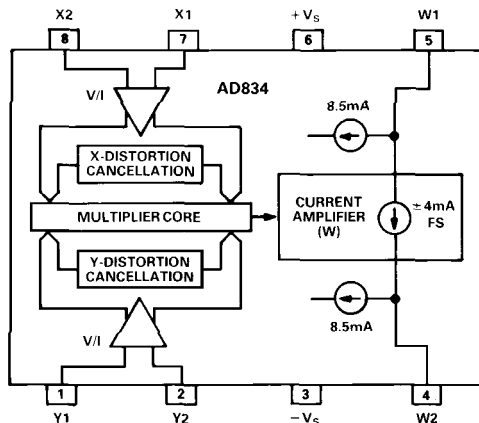 X2 X1 +VS W1
8 7 6 5
AD834
V/I
8.5mA
X-DISTORTION
CANCELLATION
MULTIPLIER CORE
CURRENT
AMPLIFIER
(W)
±4mA
FS
Y-DISTORTION
CANCELLATION
8.5mA
V/I
1 2 3 4
Y1 Y2 −VS W2